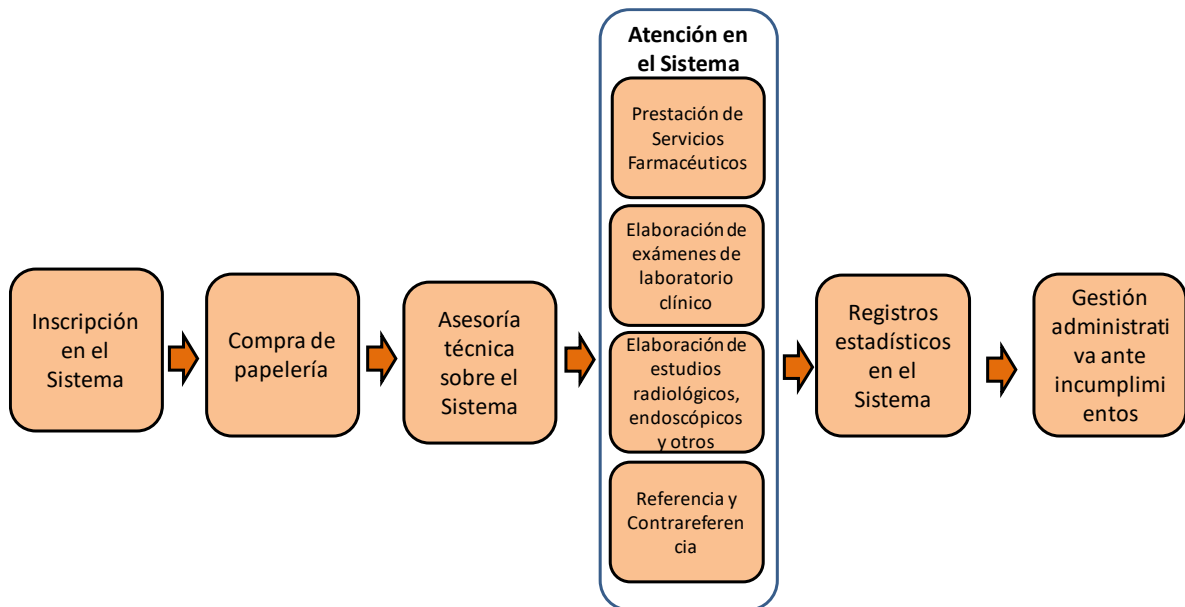 Inscripción
en el
Sistema
Compra de
papelería
Asesoría
técnica
sobre el
Sistema
Atención en
el Sistema
Prestación de
Servicios
Farmacéuticos
Elaboración de
exámenes de
laboratorio
clínico
Elaboración de
estudios
radiológicos,
endoscópicos
y otros
Referencia y
Contrareferen
cia
Registros
estadísticos
en el
Sistema
Gestión
administrati
va ante
incumplimi
entos